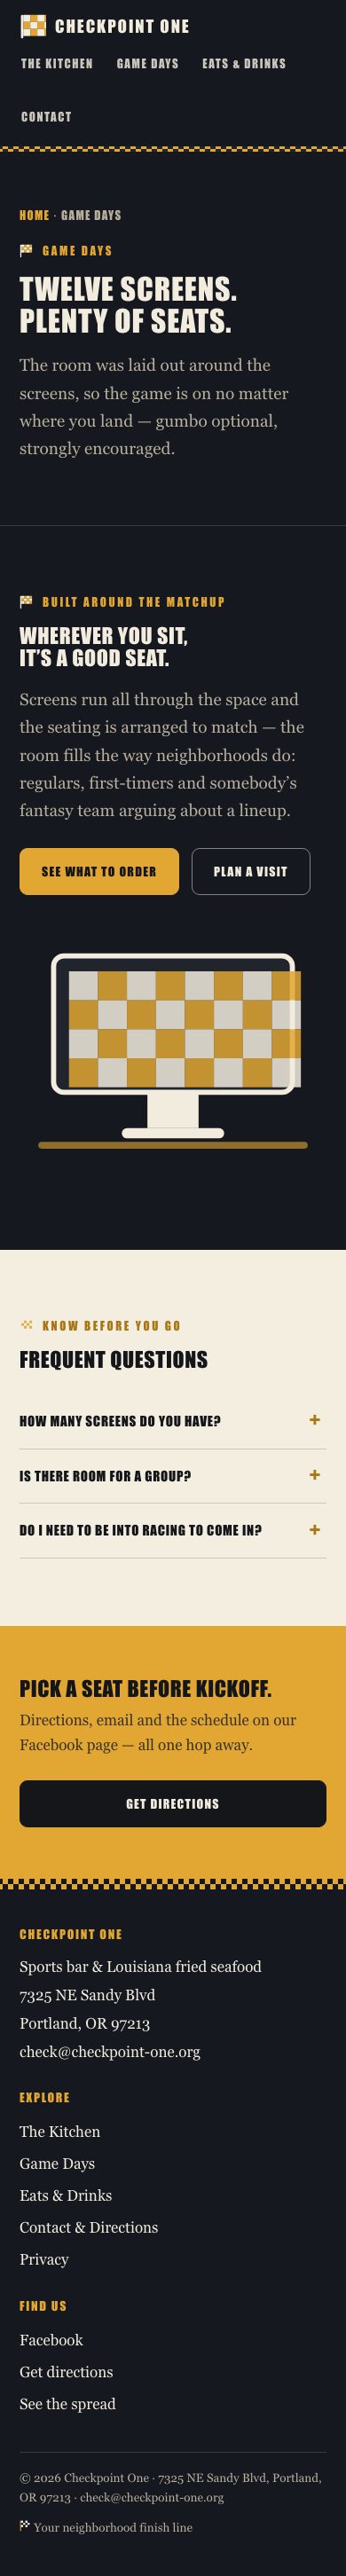 CHECKPOINT ONE
THE KITCHEN GAME DAYS EATS & DRINKS
CONTACT
HOME · GAME DAYS
GAME DAYS
TWELVE SCREENS.
PLENTY OF SEATS.
The room was laid out around the
screens, so the game is on no matter
where you land — gumbo optional,
strongly encouraged.
BUILT AROUND THE MATCHUP
WHEREVER YOU SIT,
IT’S A GOOD SEAT.
Screens run all through the space and
the seating is arranged to match — the
room fills the way neighborhoods do:
regulars, first-timers and somebody’s
fantasy team arguing about a lineup.
SEE WHAT TO ORDER PLAN A VISIT
KNOW BEFORE YOU GO
FREQUENT QUESTIONS
HOW MANY SCREENS DO YOU HAVE? +
IS THERE ROOM FOR A GROUP? +
DO I NEED TO BE INTO RACING TO COME IN? +
PICK A SEAT BEFORE KICKOFF.
Directions, email and the schedule on our
Facebook page — all one hop away.
GET DIRECTIONS
CHECKPOINT ONE
Sports bar & Louisiana fried seafood
7325 NE Sandy Blvd
Portland, OR 97213
check@checkpoint-one.org
EXPLORE
The Kitchen
Game Days
Eats & Drinks
Contact & Directions
Privacy
FIND US
Facebook
Get directions
See the spread
© 2026 Checkpoint One · 7325 NE Sandy Blvd, Portland,
OR 97213 · check@checkpoint-one.org
Your neighborhood finish line